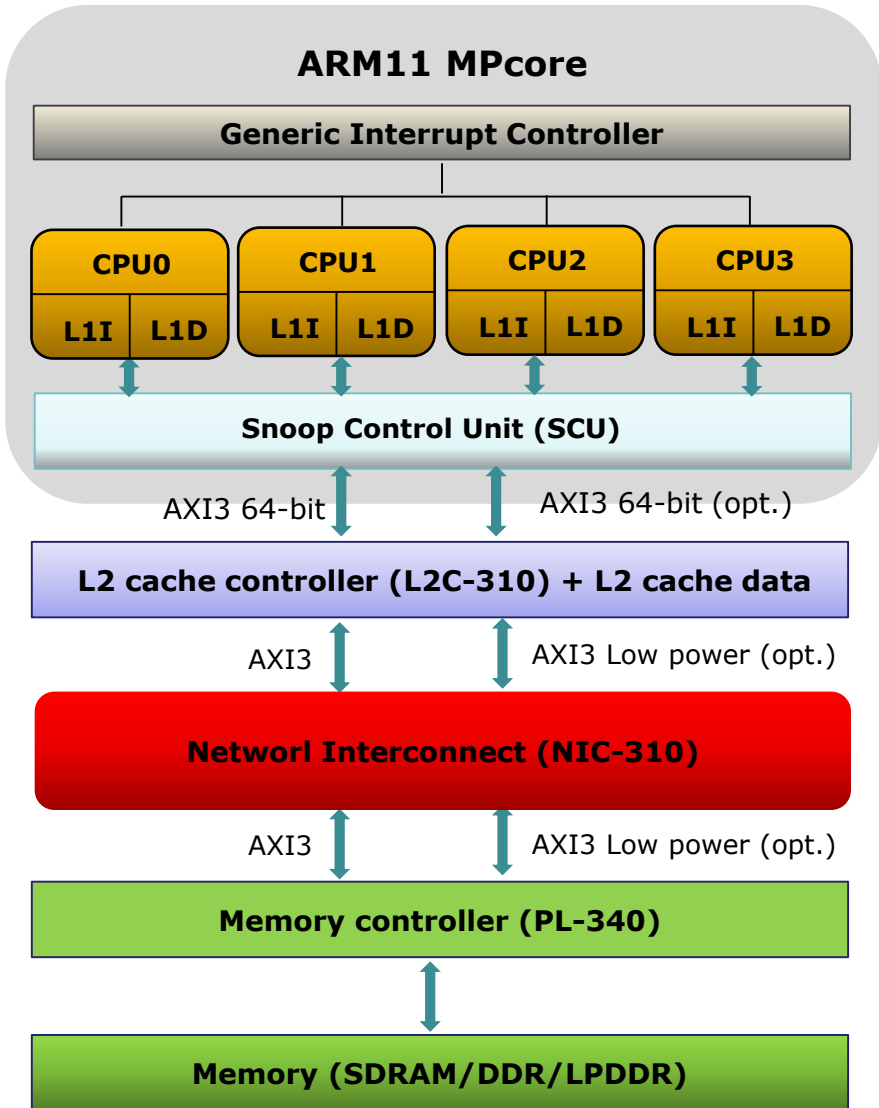 ARM11 MPcore
Generic Interrupt Controller
CPU0 CPU1 CPU2 CPU3
L1I L1D L1I L1D L1I L1D L1I L1D
Snoop Control Unit (SCU)
AXI3 64-bit AXI3 64-bit (opt.)
L2 cache controller (L2C-310) + L2 cache data
AXI3 AXI3 Low power (opt.)
Networl Interconnect (NIC-310)
AXI3 AXI3 Low power (opt.)
Memory controller (PL-340)
Memory (SDRAM/DDR/LPDDR)